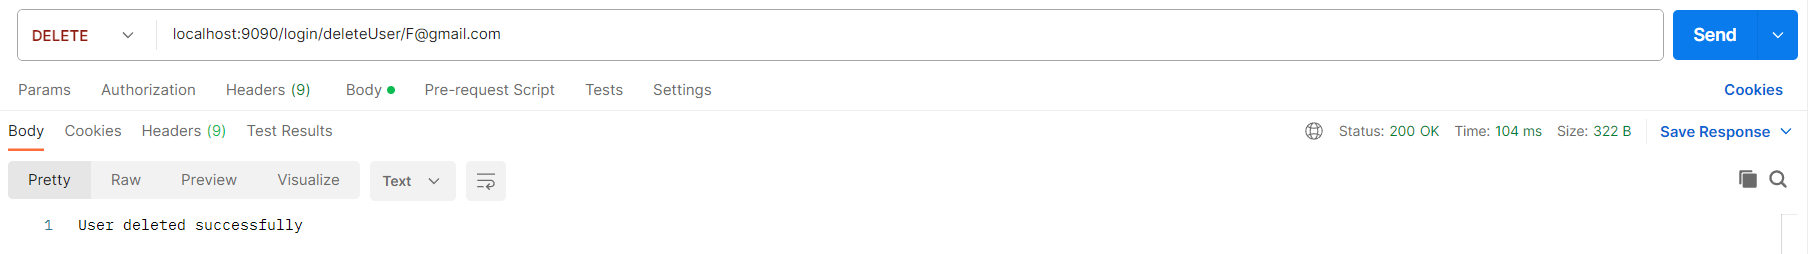 DELETE localhost:9090/login/deleteUser/F@gmail.com Send
Params Authorization Headers (9) Body Pre-request Script Tests Settings Cookies
Body Cookies Headers (9) Test Results Status: 200 OK Time: 104 ms Size: 322 B Save Response
Pretty Raw Preview Visualize Text
1 User deleted successfully